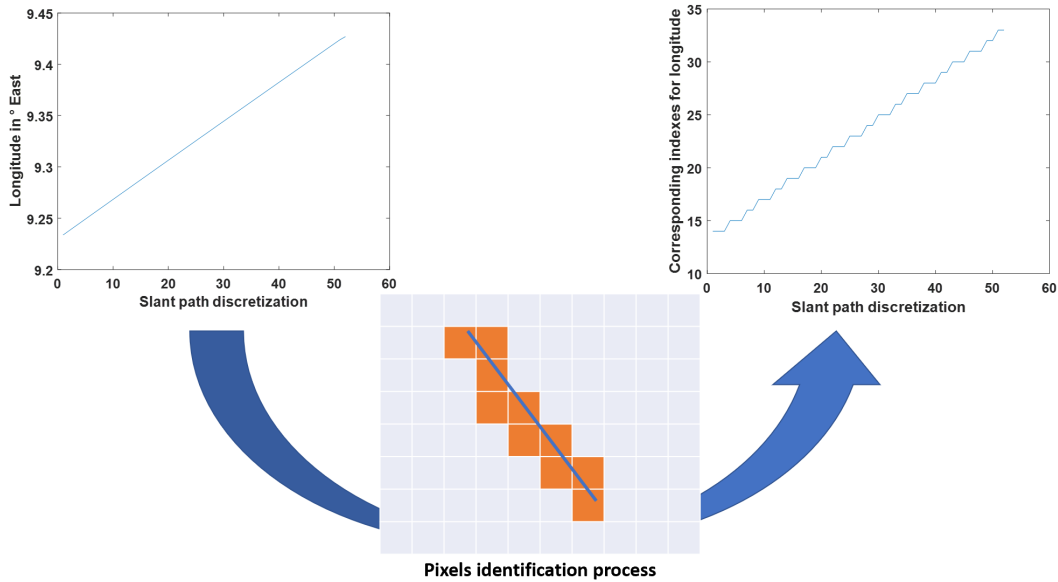 9.45
9.4
9.35
9.3
9.25
9.2
Longitude in ° East
0 10 20 30 40 50 60
Slant path discretization
35
30
25
20
15
10
Corresponding indexes for longitude
0 10 20 30 40 50 60
Slant path discretization
Pixels identification process